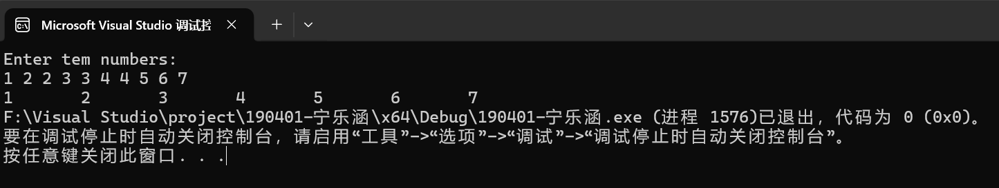 Microsoft Visual Studio 调试控
Enter tem numbers:
1 2 2 3 3 4 4 5 6 7
1       2       3       4       5       6       7
F:\Visual Studio\project\190401-宁乐涵\x64\Debug\190401-宁乐涵.exe (进程 1576)已退出，代码为 0 (0x0)。
要在调试停止时自动关闭控制台，请启用“工具”->“选项”->“调试”->“调试停止时自动关闭控制台”。
按任意键关闭此窗口. . .